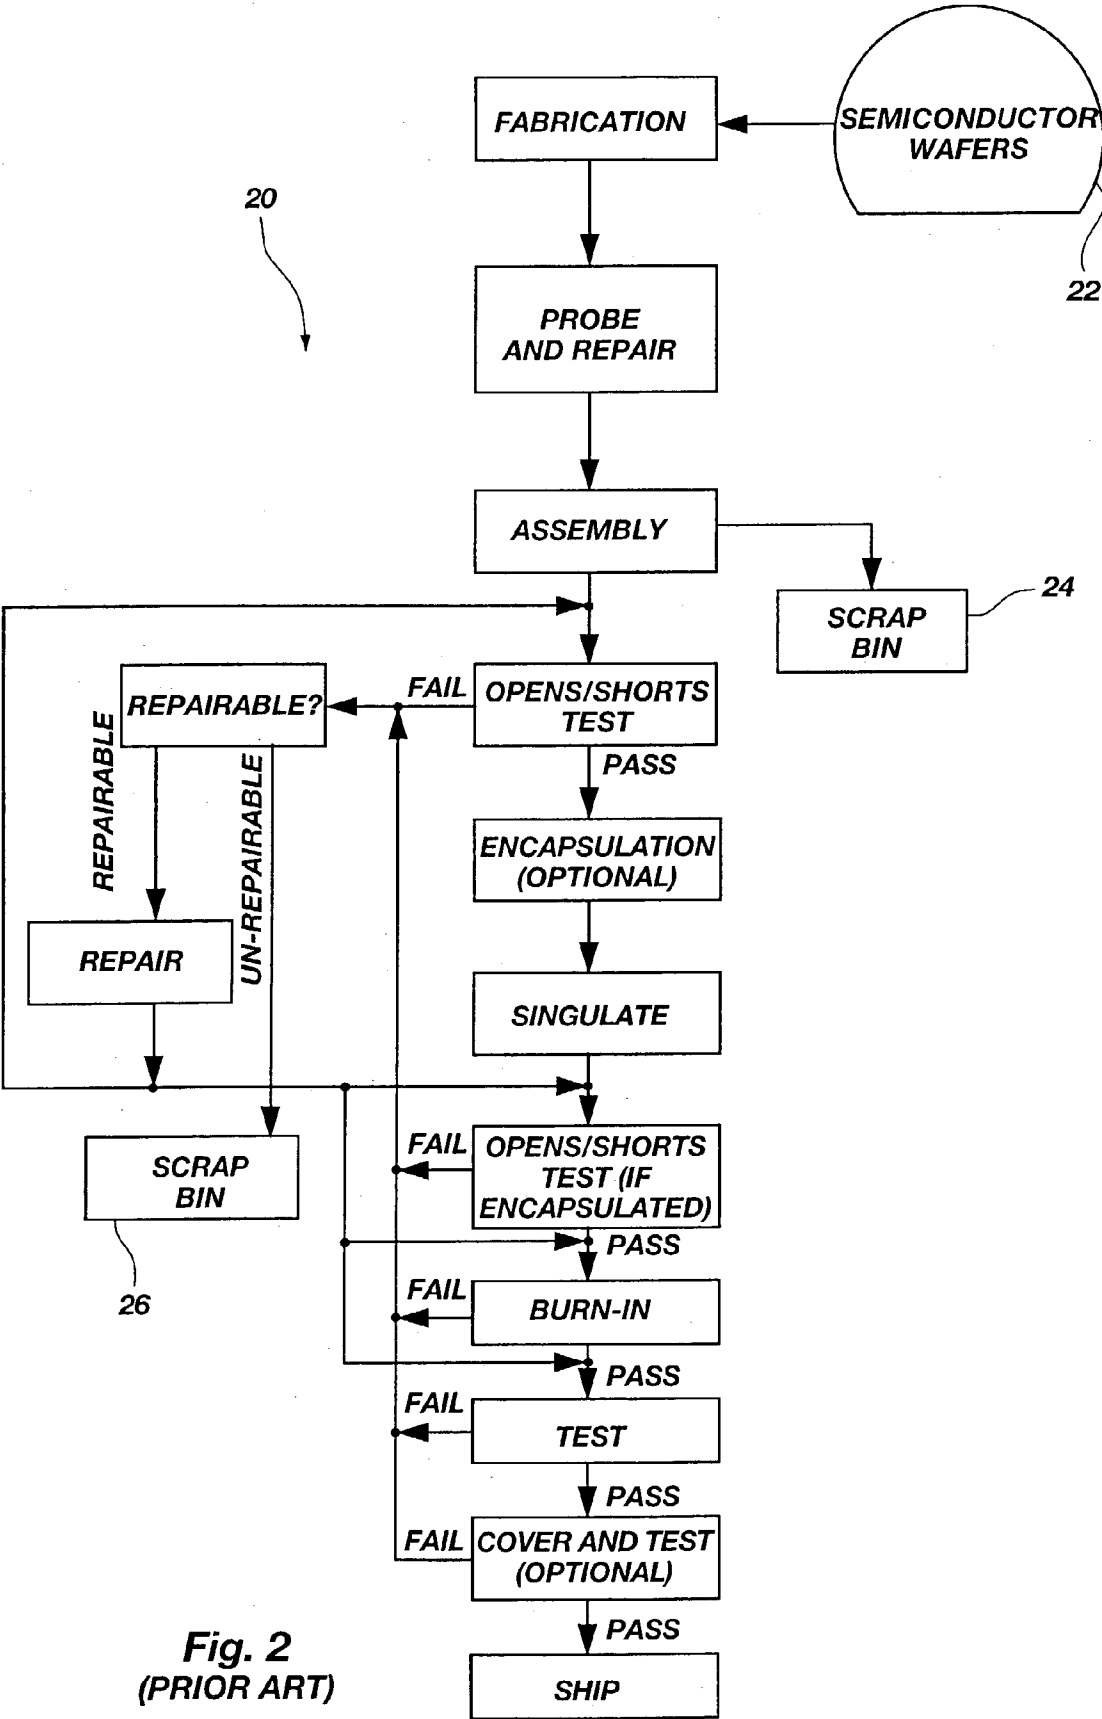 FABRICATION
SEMICONDUCTOR
WAFERS
20
22
PROBE
AND REPAIR
ASSEMBLY
24
SCRAP
BIN
REPAIRABLE?
FAIL
OPENS/SHORTS
TEST
PASS
REPAIRABLE
UN-REPAIRABLE
ENCAPSULATION
(OPTIONAL)
REPAIR
SINGULATE
SCRAP
BIN
26
FAIL
OPENS/SHORTS
TEST (IF
ENCAPSULATED)
PASS
FAIL
BURN-IN
PASS
FAIL
TEST
PASS
FAIL
COVER AND TEST
(OPTIONAL)
PASS
SHIP
Fig. 2
(PRIOR ART)